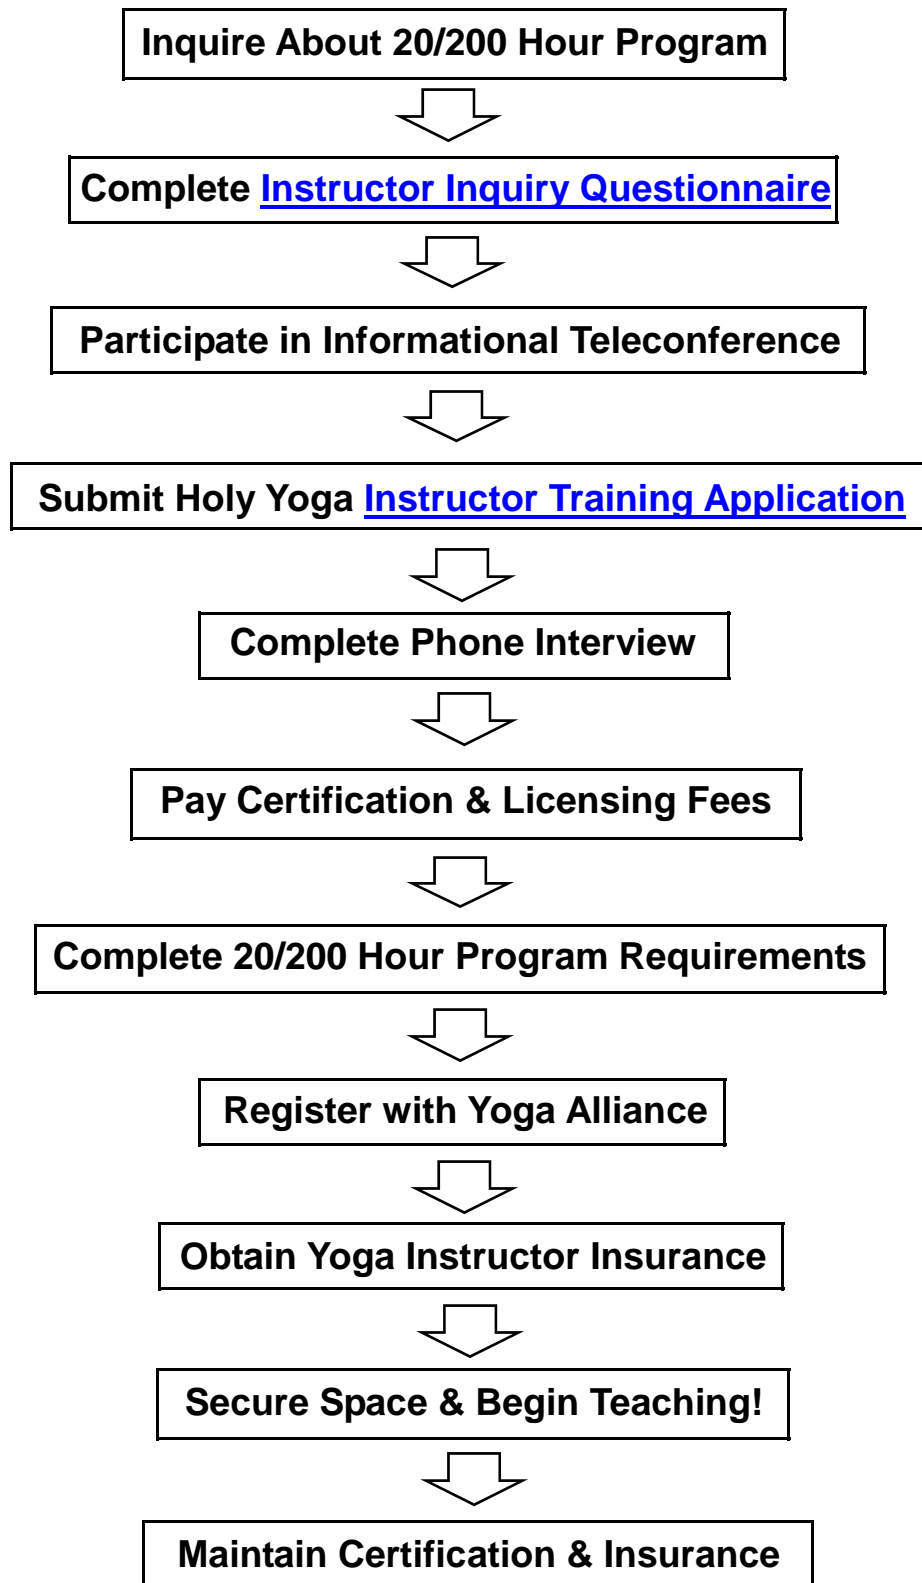 Inquire About 20/200 Hour Program
Complete Instructor Inquiry Questionnaire
Participate in Informational Teleconference
Submit Holy Yoga Instructor Training Application
Complete Phone Interview
Pay Certification & Licensing Fees
Complete 20/200 Hour Program Requirements
Register with Yoga Alliance
Obtain Yoga Instructor Insurance
Secure Space & Begin Teaching!
Maintain Certification & Insurance